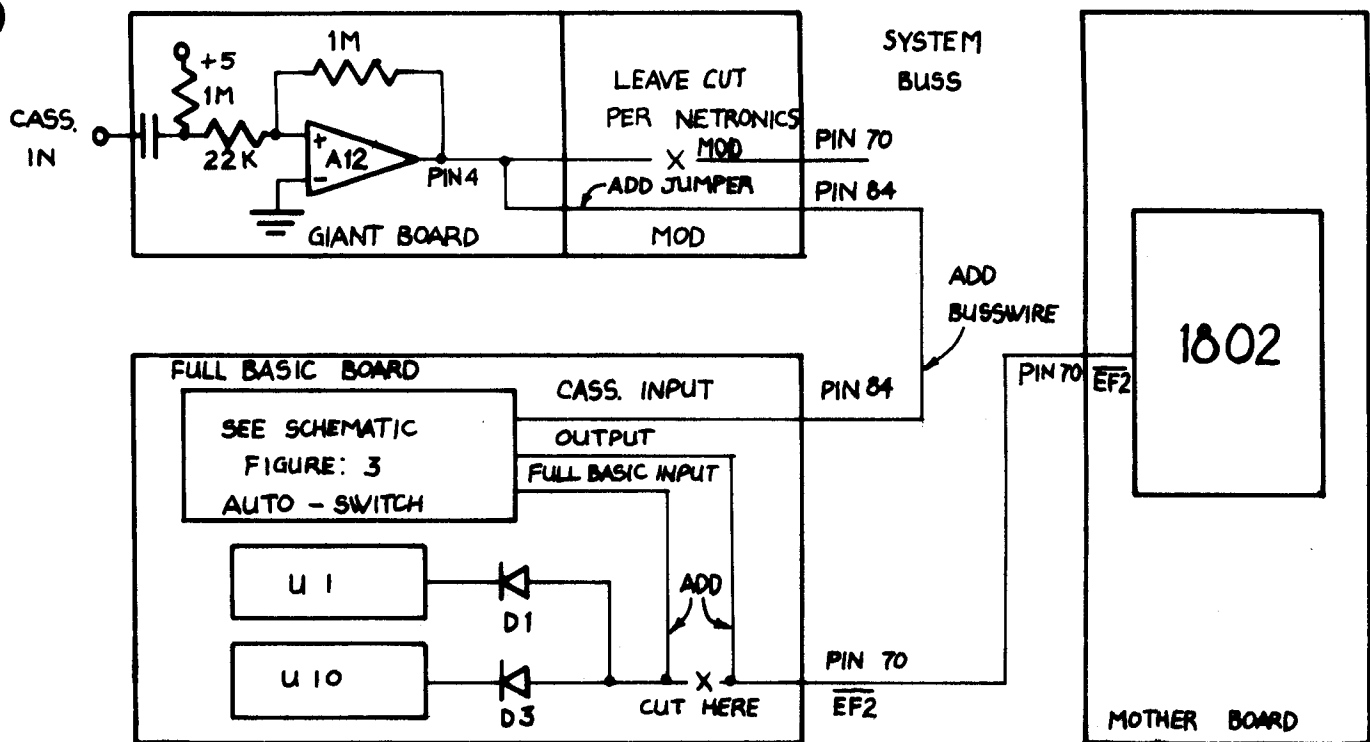 +5
1M
1M
CASS.
IN
22K
+
A12
-
PIN4
GIANT BOARD
LEAVE CUT
PER NETRONICS
X MOD
ADD JUMPER
MOD
SYSTEM
BUSS
PIN 70
PIN 84
ADD
BUSSWIRE
FULL BASIC BOARD
SEE SCHEMATIC
FIGURE: 3
AUTO - SWITCH
CASS. INPUT
OUTPUT
FULL BASIC INPUT
PIN 84
U 1
D1
U 10
D3
ADD
X
CUT HERE
PIN 70
EF2
PIN 70
EF2
1802
MOTHER BOARD